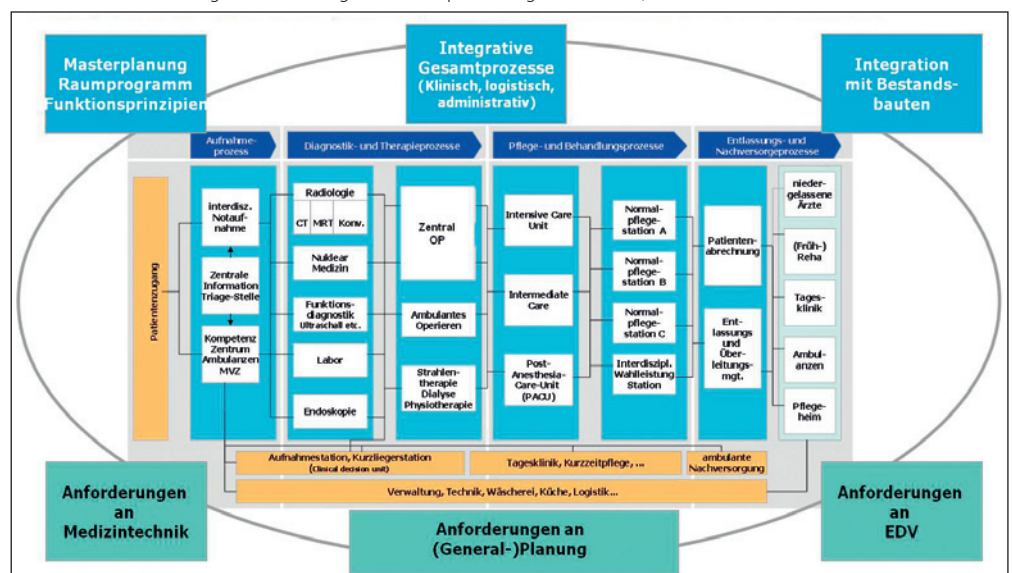 Masterplanung
Raumprogramm
Funktionsprinzipien
Integrative
Gesamtprozesse
(Klinisch, logistisch,
administrativ)
Integration
mit Bestands-
bauten
Aufnahme-
prozess
Diagnostik- und Therapieprozesse
Pflege- und Behandlungsprozesse
Entlassungs- und
Nachversorgeprozesse
Patientenzugang
interdisz.
Notauf-
nahme
Zentrale
Information
Triage-Stelle
Kompetenz
Zentrum
Ambulanzen
MVZ
Radiologie
CT MRT Konv.
Nuklear
Medizin
Funktions-
diagnostik
Ultraschall etc.
Labor
Endoskopie
Zentral
OP
Ambulantes
Operieren
Strahlen-
therapie
Dialyse
Physiotherapie
Intensive Care
Unit
Intermediate
Care
Post-
Anesthesia-
Care-Unit
(PACU)
Normal-
pflege-
station A
Normal-
pflege-
station B
Normal-
pflege-
station C
Interdiszipl.
Wahlleistung
Station
Patienten-
abrechnung
Ent-
lassungs
und
Über-
leitungs-
mgt.
nieder-
gelassene
Ärzte
(Früh-)
Reha
Tages-
klinik
Ambul-
anzen
Pflege-
heim
Aufnahmestation, Kurzliegerstation
(Clinical decision unit)
Tagesklinik, Kurzzeitpflege, ...
ambulante
Nachversorgung
Verwaltung, Technik, Wäscherei, Küche, Logistik...
Anforderungen
an
Medizintechnik
Anforderungen an
(General-)Planung
Anforderungen
an
EDV